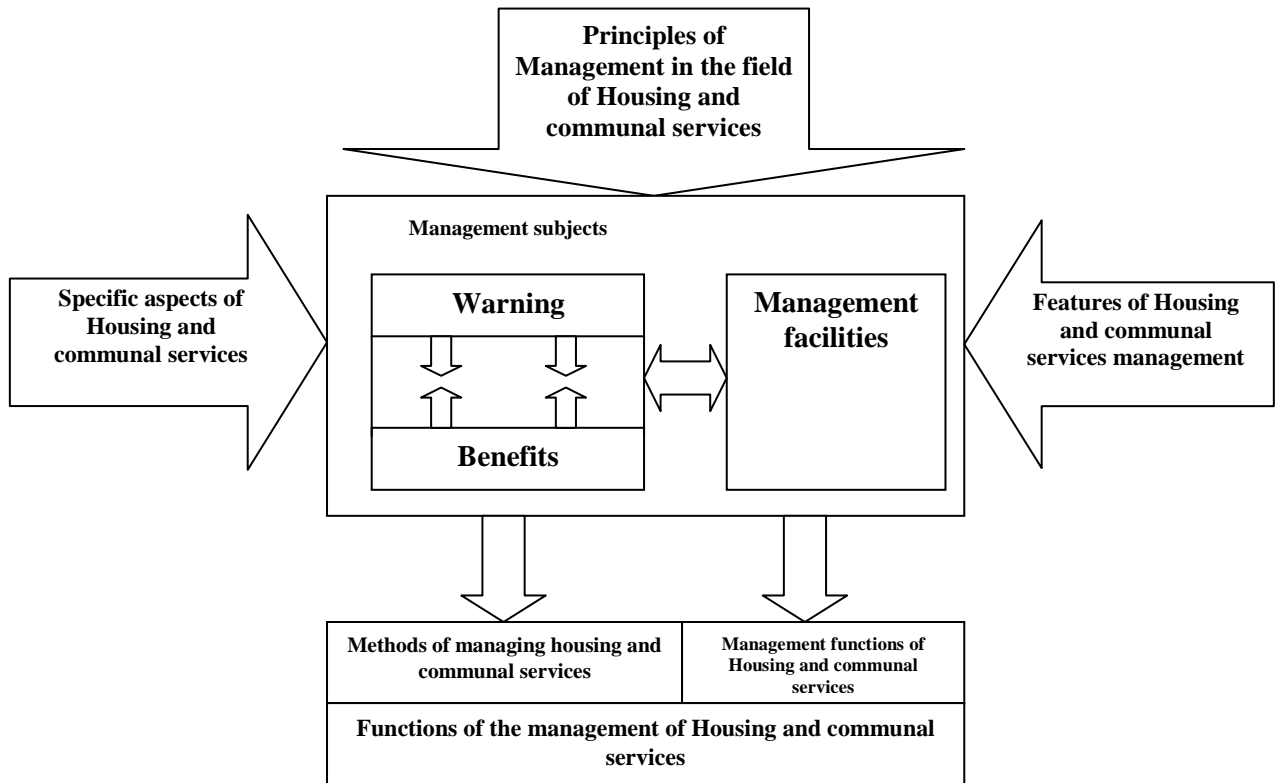 Principles of
Management in the field
of Housing and
communal services
Management subjects
Specific aspects of
Housing and
communal services
Warning
Benefits
Management
facilities
Features of Housing
and communal
services management
Methods of managing housing and
communal services
Management functions of
Housing and communal
services
Functions of the management of Housing and communal
services